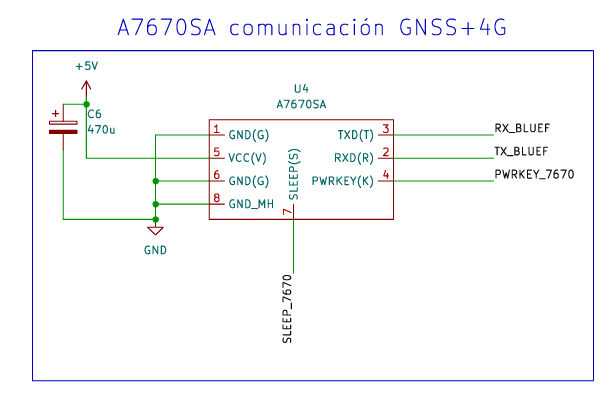 A7670SA comunicación GNSS+4G
+5V
U4
A7670SA
+
C6
470u
1
GND(G)
5
VCC(V)
6
GND(G)
8
GND_MH
SLEEP(S)
7
TXD(T)
3
RX_BLUEF
RXD(R)
2
TX_BLUEF
PWRKEY(K)
4
PWRKEY_7670
GND
SLEEP_7670